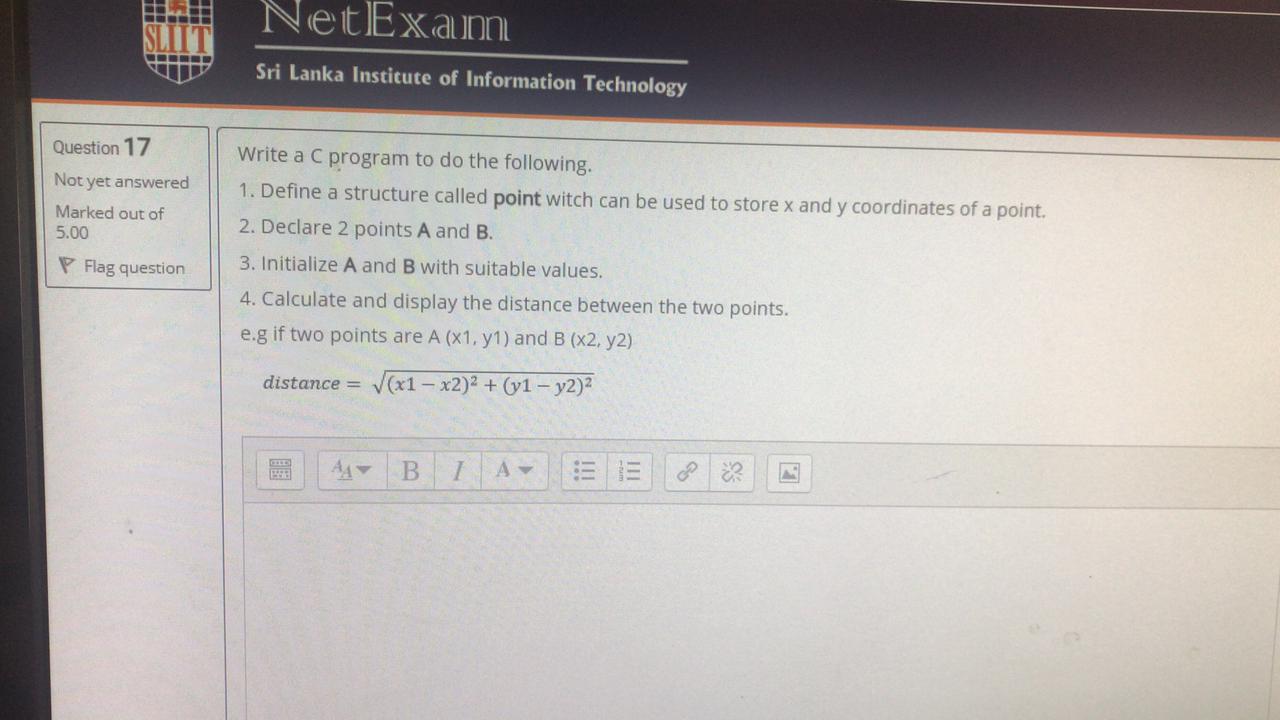 SLIIT
NetExam
Sri Lanka Institute of Information Technology
Question 17
Not yet answered
Marked out of
5.00
Flag question
Write a C program to do the following.
1. Define a structure called point witch can be used to store x and y coordinates of a point.
2. Declare 2 points A and B.
3. Initialize A and B with suitable values.
4. Calculate and display the distance between the two points.
e.g if two points are A (x1, y1) and B (x2, y2)
distance = √(x1 − x2)² + (y1 − y2)²